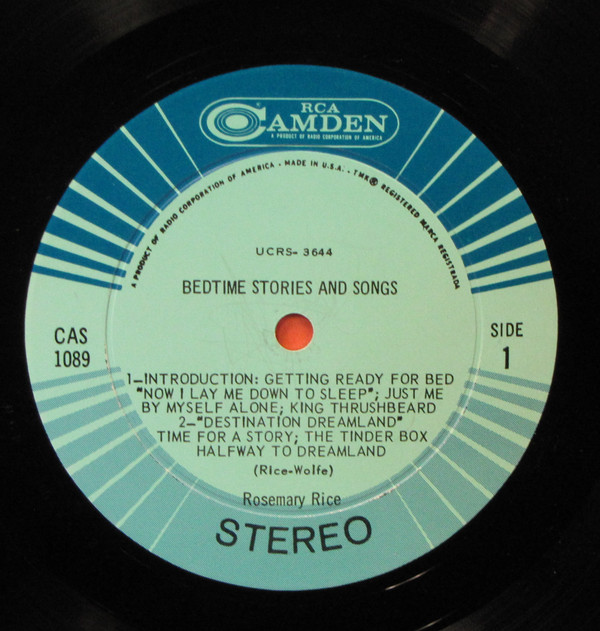 RCA
CAMDEN
A PRODUCT OF RADIO CORPORATION OF AMERICA
A PRODUCT OF RADIO CORPORATION OF AMERICA • MADE IN U.S.A. • TMK® REGISTERED MARCA REGISTRADA
UCRS- 3644
BEDTIME STORIES AND SONGS
CAS
1089
SIDE
1
1—INTRODUCTION: GETTING READY FOR BED
"NOW I LAY ME DOWN TO SLEEP"; JUST ME
BY MYSELF ALONE; KING THRUSHBEARD
2—"DESTINATION DREAMLAND"
TIME FOR A STORY; THE TINDER BOX
HALFWAY TO DREAMLAND
(Rice-Wolfe)
Rosemary Rice
STEREO